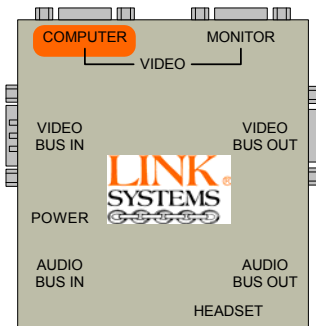 COMPUTER MONITOR
VIDEO
VIDEO BUS IN
VIDEO BUS OUT
LINK®
SYSTEMS
POWER
AUDIO BUS IN
AUDIO BUS OUT
HEADSET